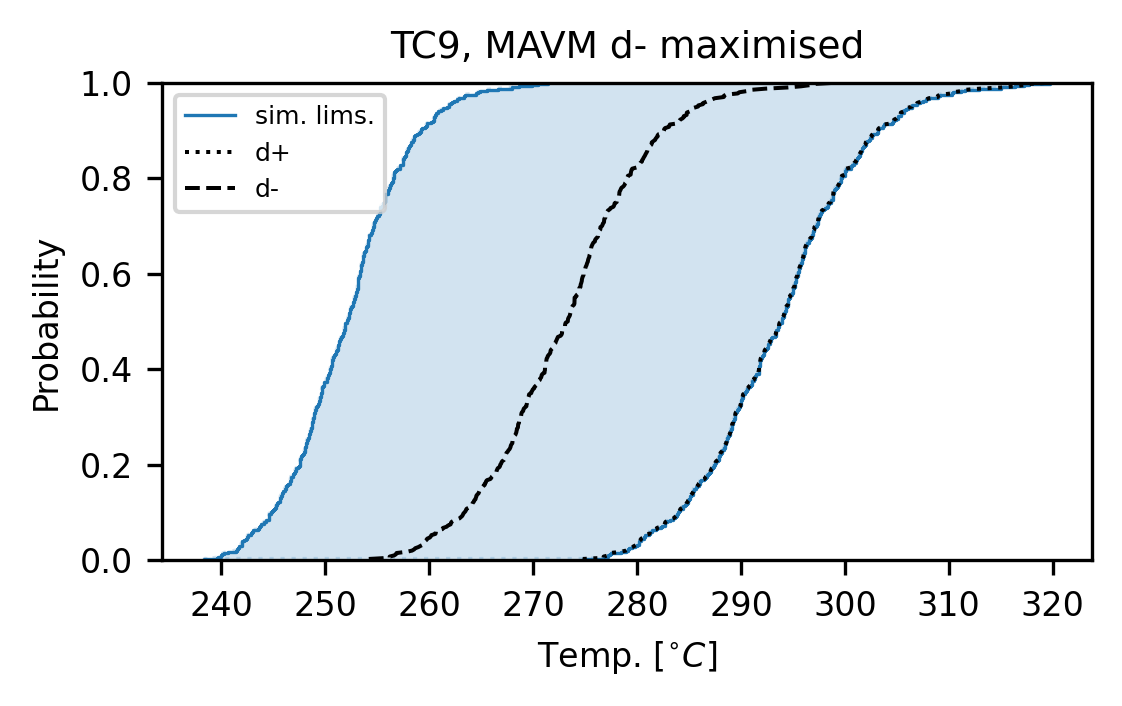 TC9, MAVM d- maximised
sim. lims.
d+
d-
Probability
1.0
0.8
0.6
0.4
0.2
0.0
240 250 260 270 280 290 300 310 320
Temp. [°C]